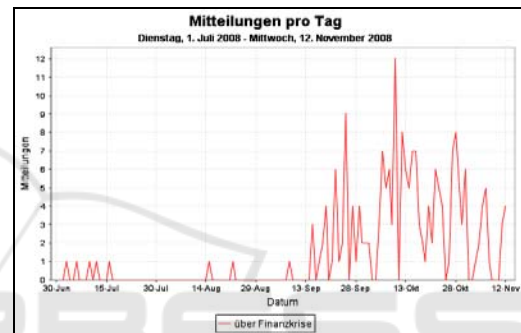 Mitteilungen pro Tag
Dienstag, 1. Juli 2008 - Mittwoch, 12. November 2008
12
11
10
9
8
7
6
5
4
3
2
1
0
Mitteilungen
30-Jun 15-Jul 30-Jul 14-Aug 29-Aug 13-Sep 28-Sep 13-Okt 28-Okt 12-Nov
Datum
über Finanzkrise